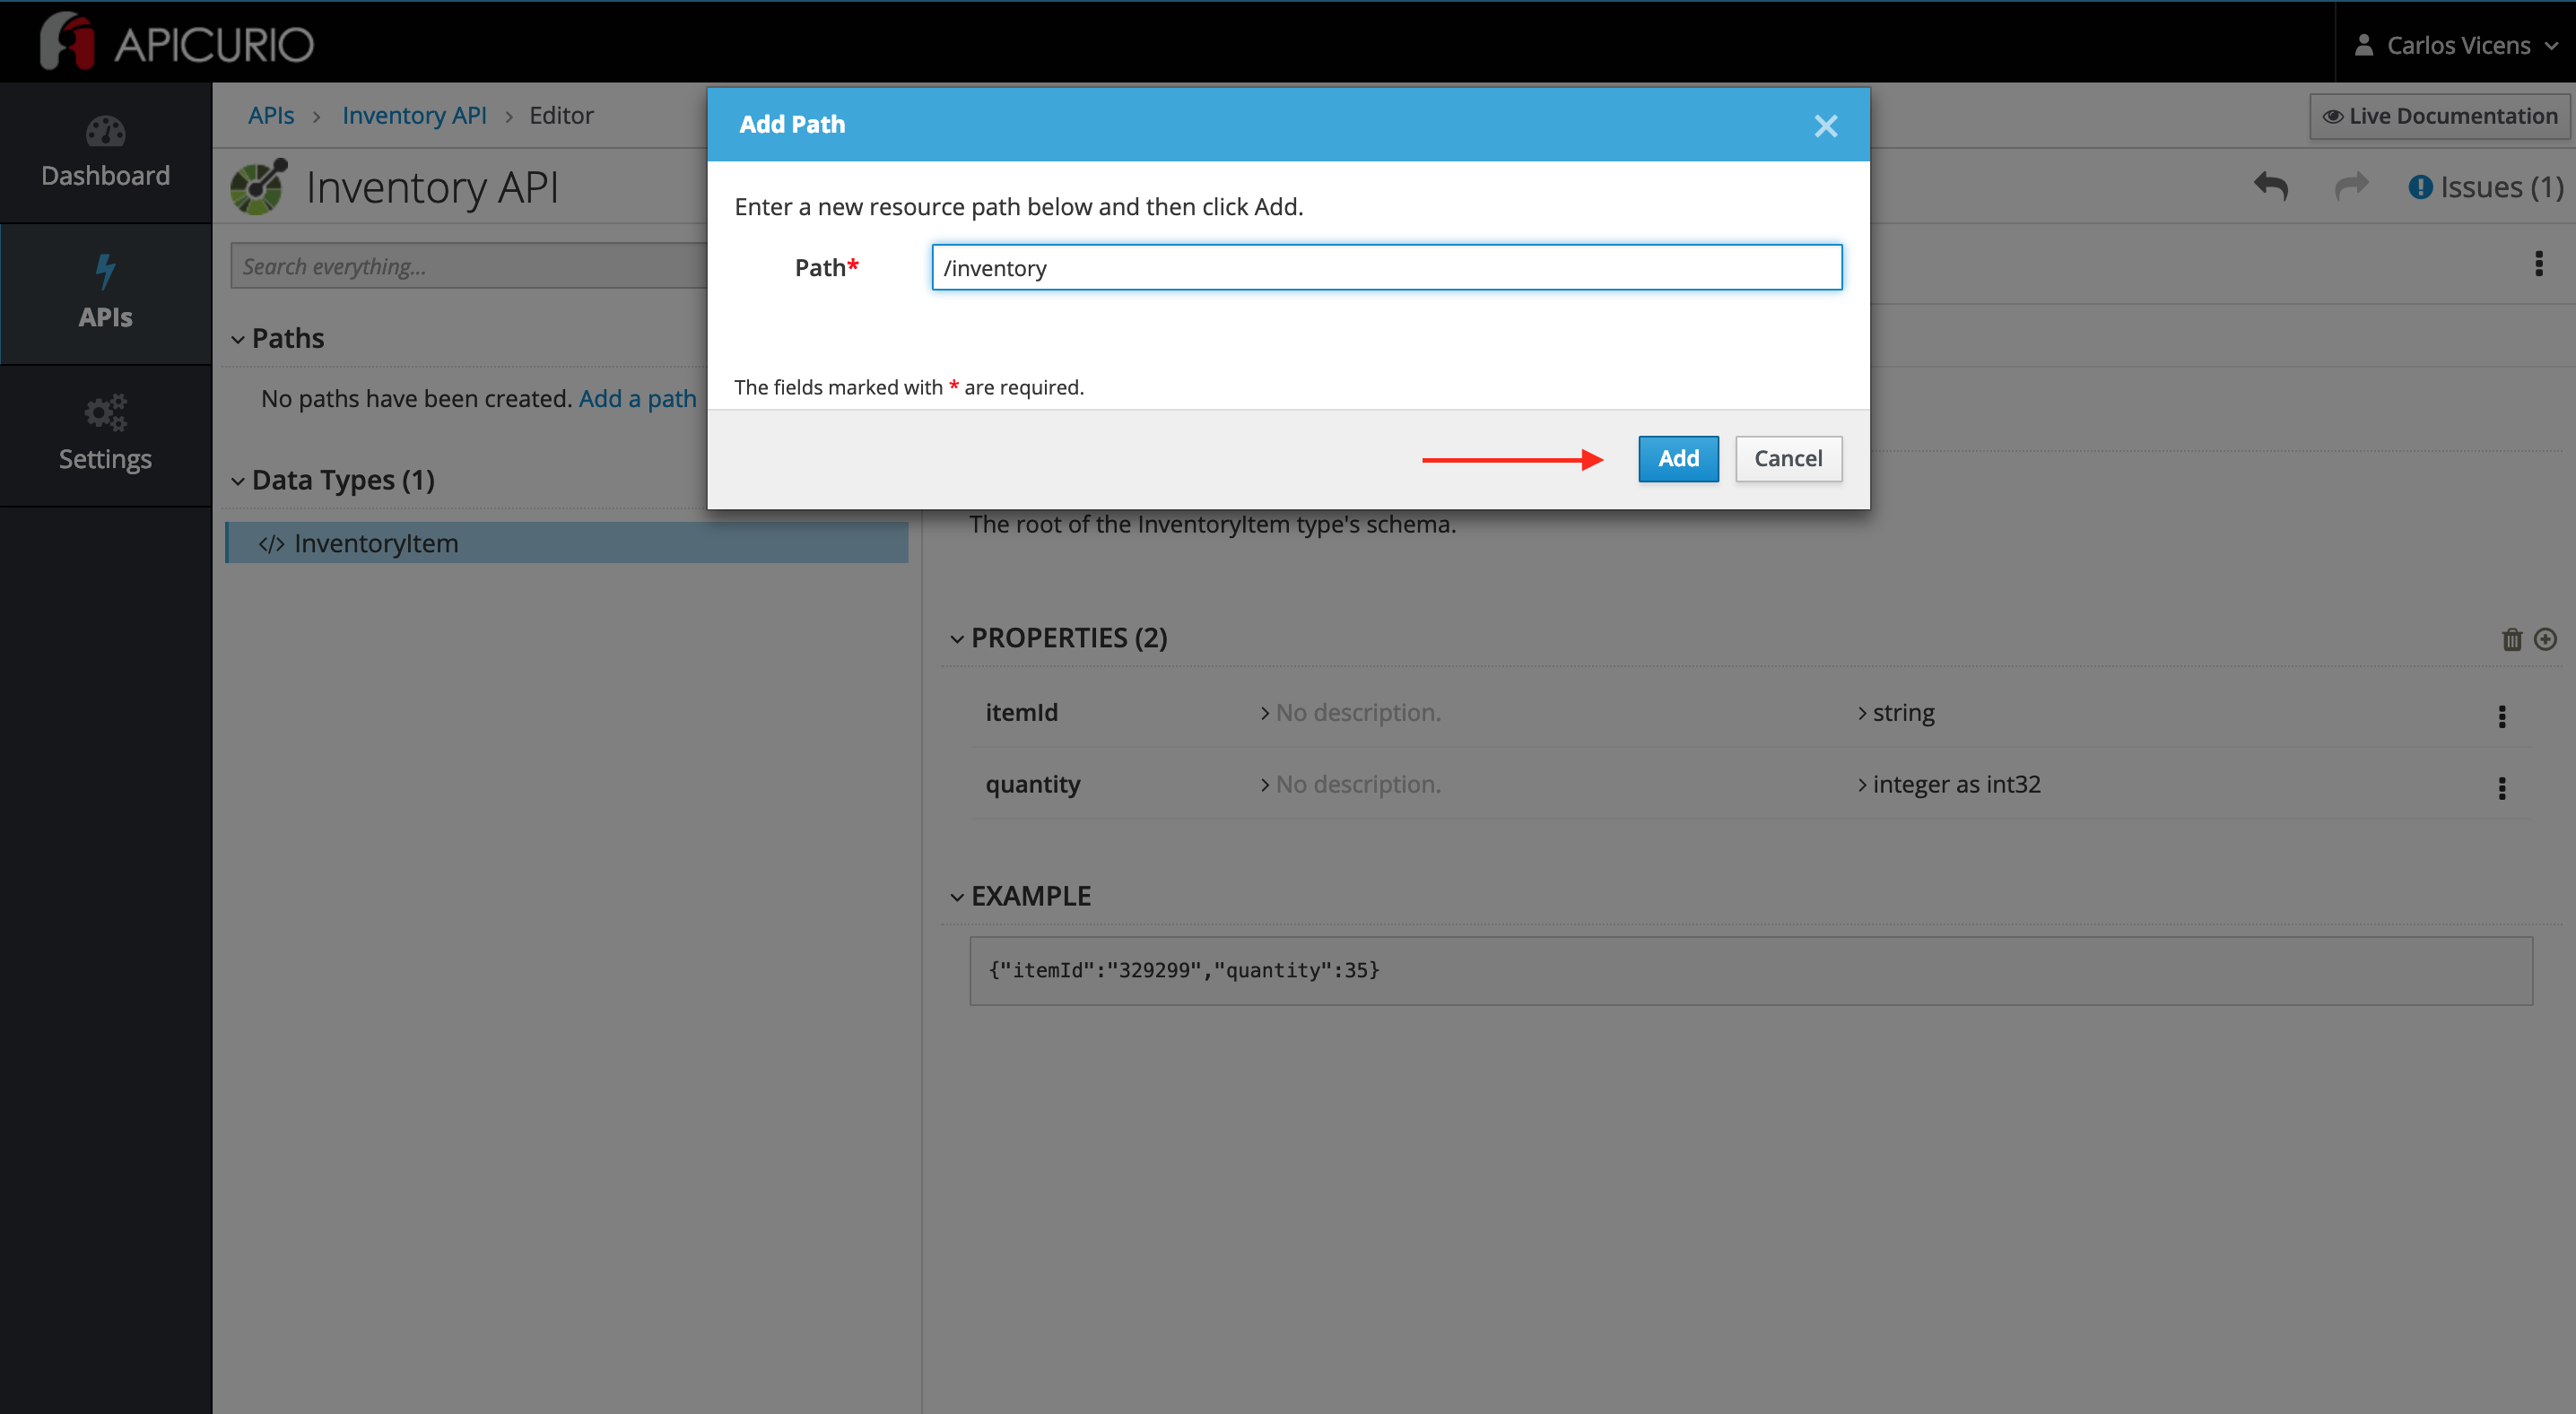 APICURIO
Carlos Vicens
Dashboard
APIs
Settings
APIs > Inventory API > Editor
Live Documentation
Inventory API
Issues (1)
Search everything...
Paths
No paths have been created. Add a path
Data Types (1)
</> InventoryItem
Add Path
Enter a new resource path below and then click Add.
Path* /inventory
The fields marked with * are required.
Add Cancel
The root of the InventoryItem type's schema.
PROPERTIES (2)
itemId > No description. > string
quantity > No description. > integer as int32
EXAMPLE
{"itemId":"329299","quantity":35}